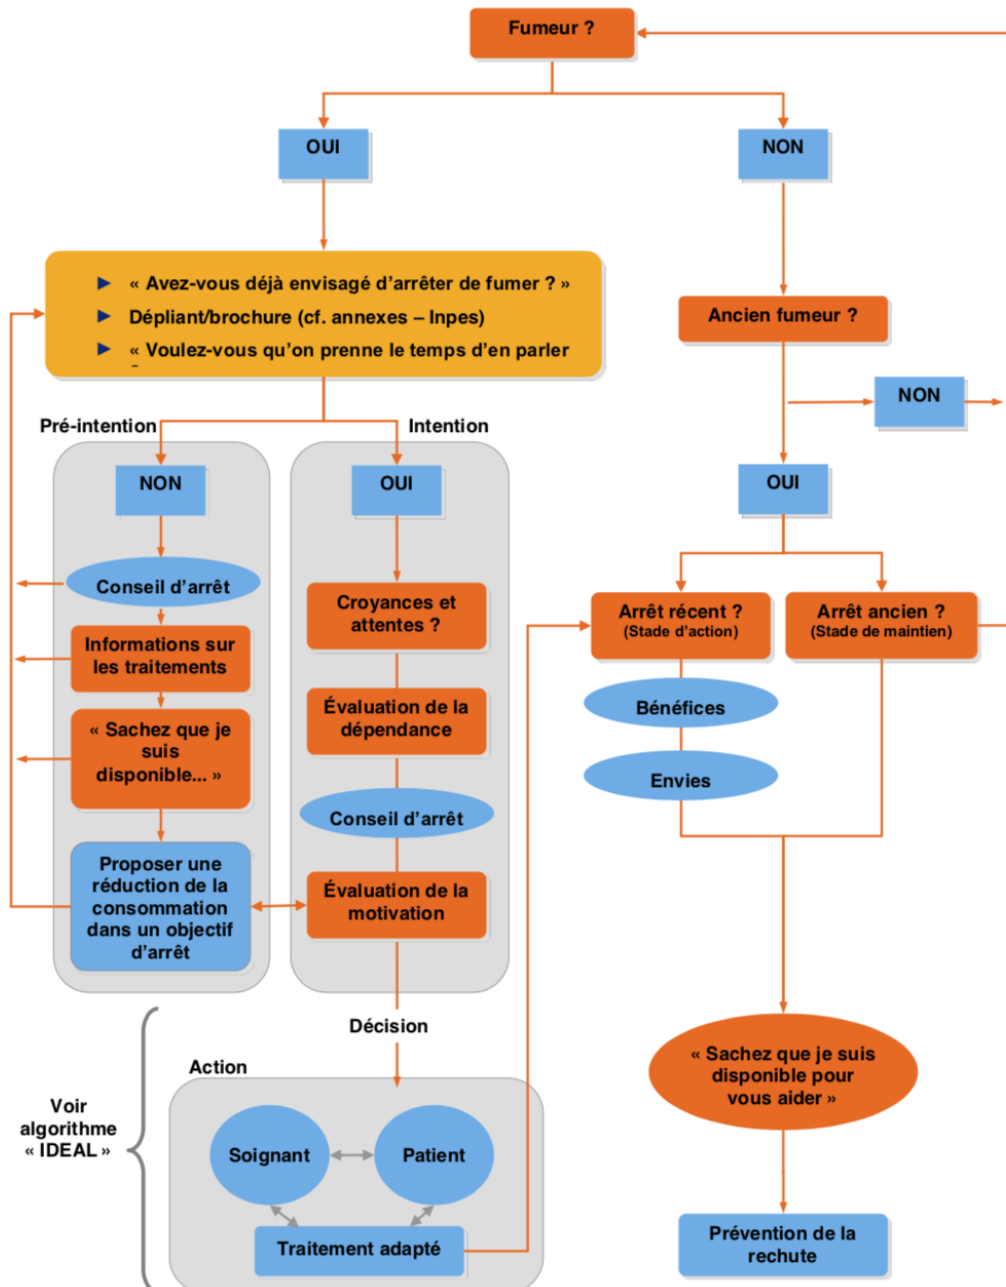 Fumeur ?
OUI
NON
► « Avez-vous déjà envisagé d'arrêter de fumer ? »
► Dépliant/brochure (cf. annexes – Inpes)
► « Voulez-vous qu'on prenne le temps d'en parler
Ancien fumeur ?
NON
Pré-intention
Intention
NON
OUI
OUI
Conseil d'arrêt
Croyances et
attentes ?
Arrêt récent ?
(Stade d'action)
Arrêt ancien ?
(Stade de maintien)
Informations sur
les traitements
Évaluation de la
dépendance
Bénéfices
« Sachez que je
suis
disponible... »
Envies
Conseil d'arrêt
Proposer une
réduction de la
consommation
dans un objectif
d'arrêt
Évaluation de la
motivation
Décision
Action
« Sachez que je suis
disponible pour
vous aider »
Voir
algorithme
« IDEAL »
Soignant
Patient
Traitement adapté
Prévention de la
rechute